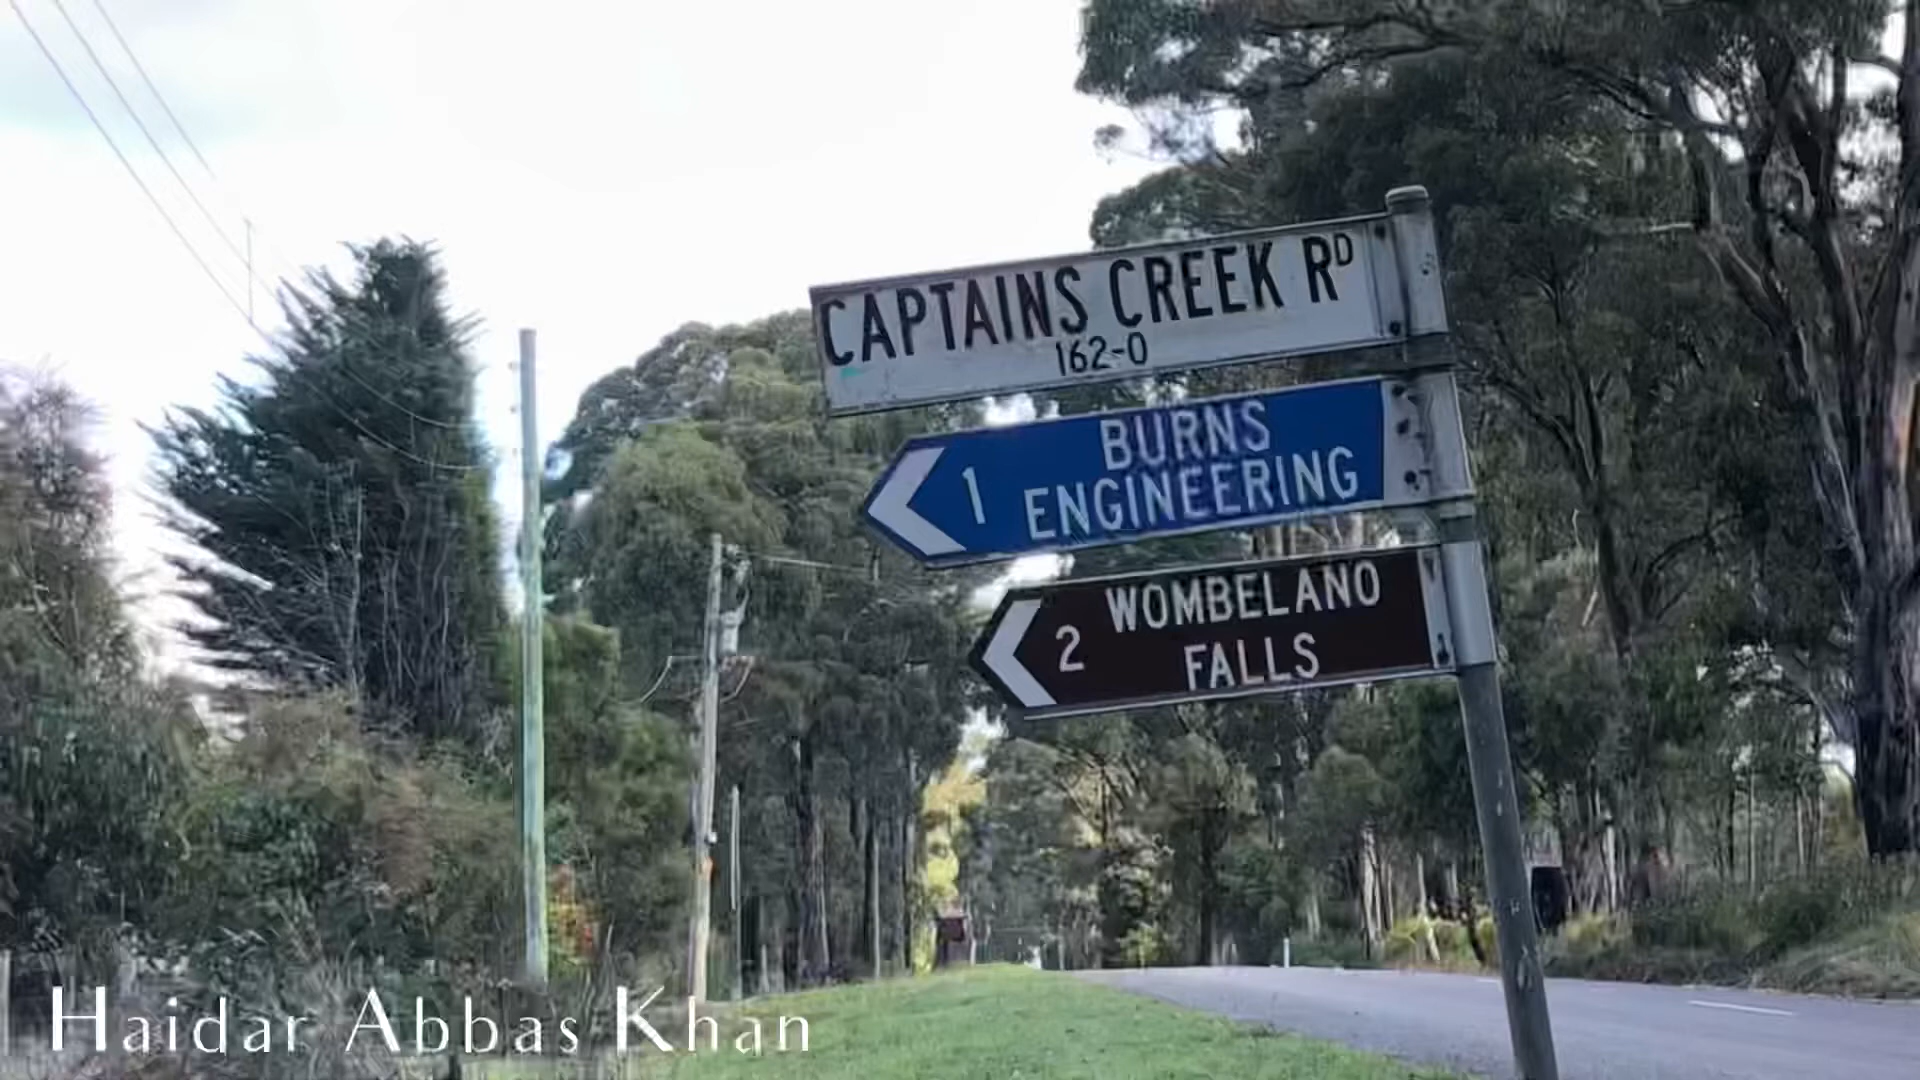 CAPTAINS CREEK RD
162-0
BURNS
1 ENGINEERING
WOMBELANO
2 FALLS
Haidar Abbas Khan